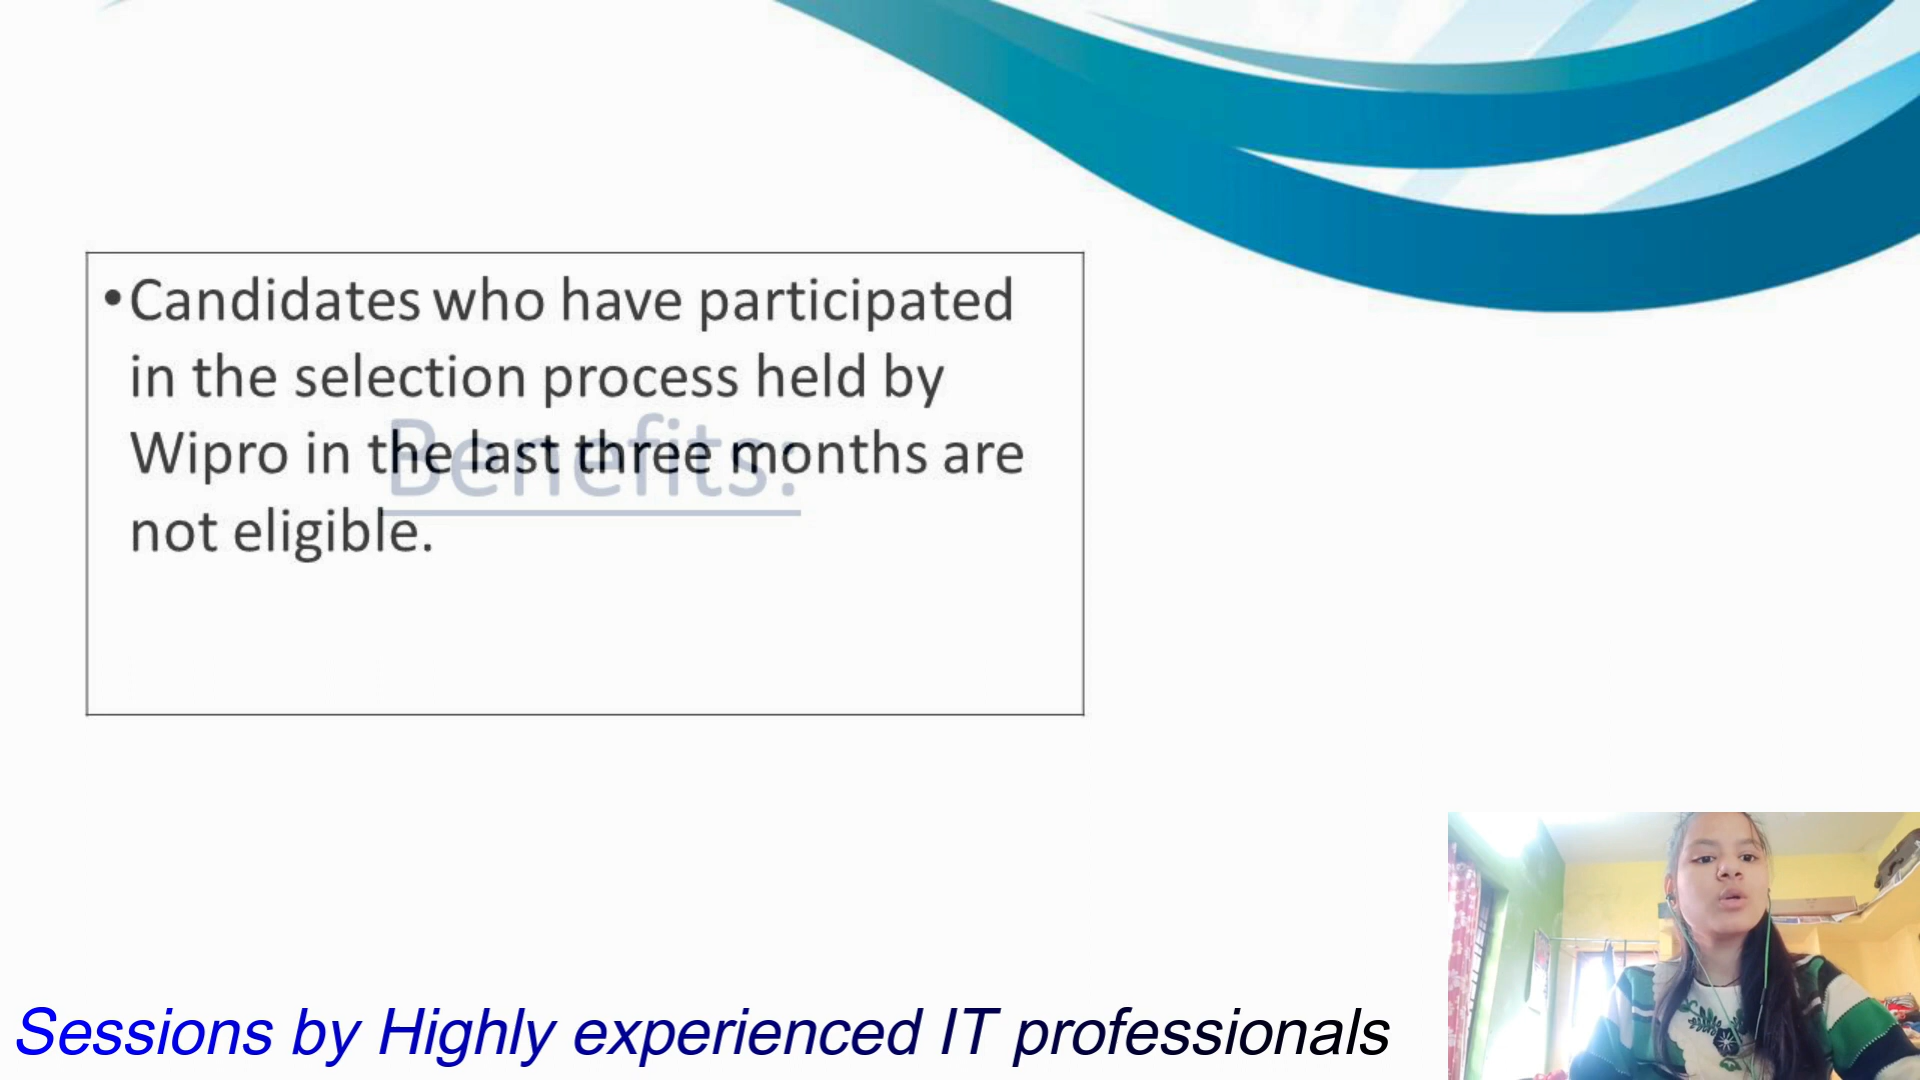 •Candidates who have participated
in the selection process held by
Wipro in the last three months are
not eligible.
Benefits:
Sessions by Highly experienced IT professionals